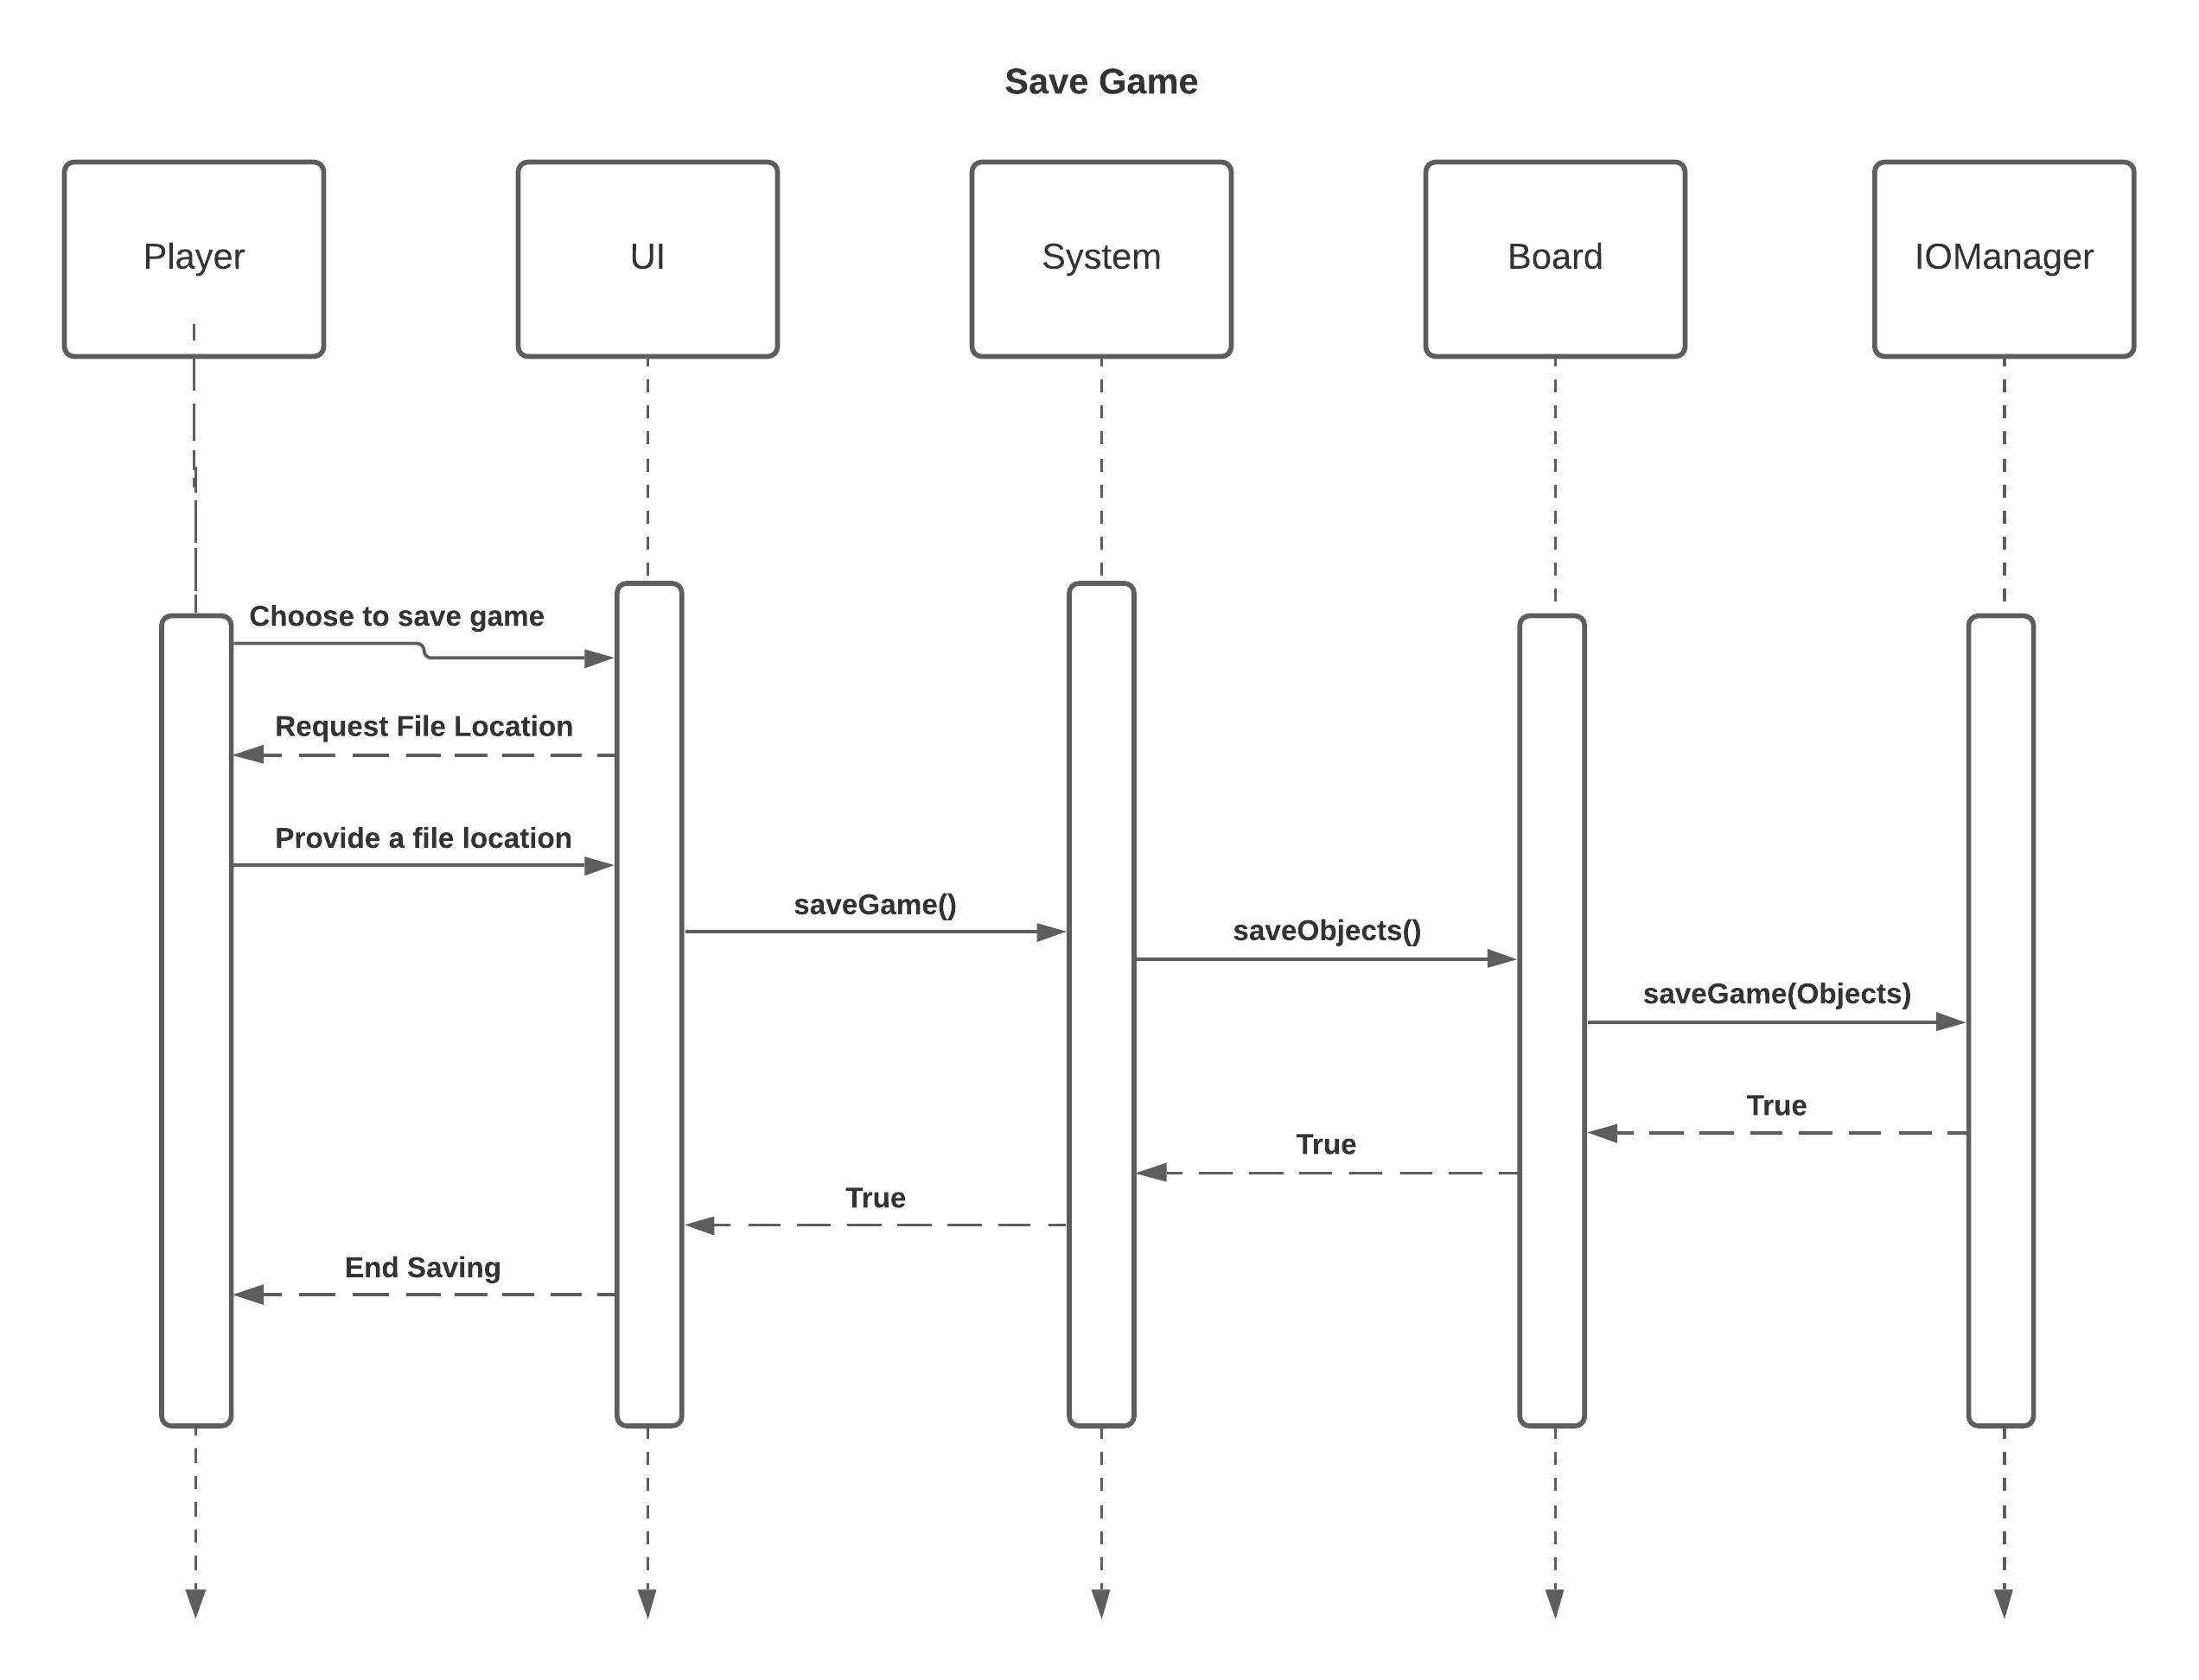 Save Game
Player
UI
System
Board
IOManager
Choose to save game
Request File Location
Provide a file location
saveGame()
saveObjects()
saveGame(Objects)
True
True
True
End Saving